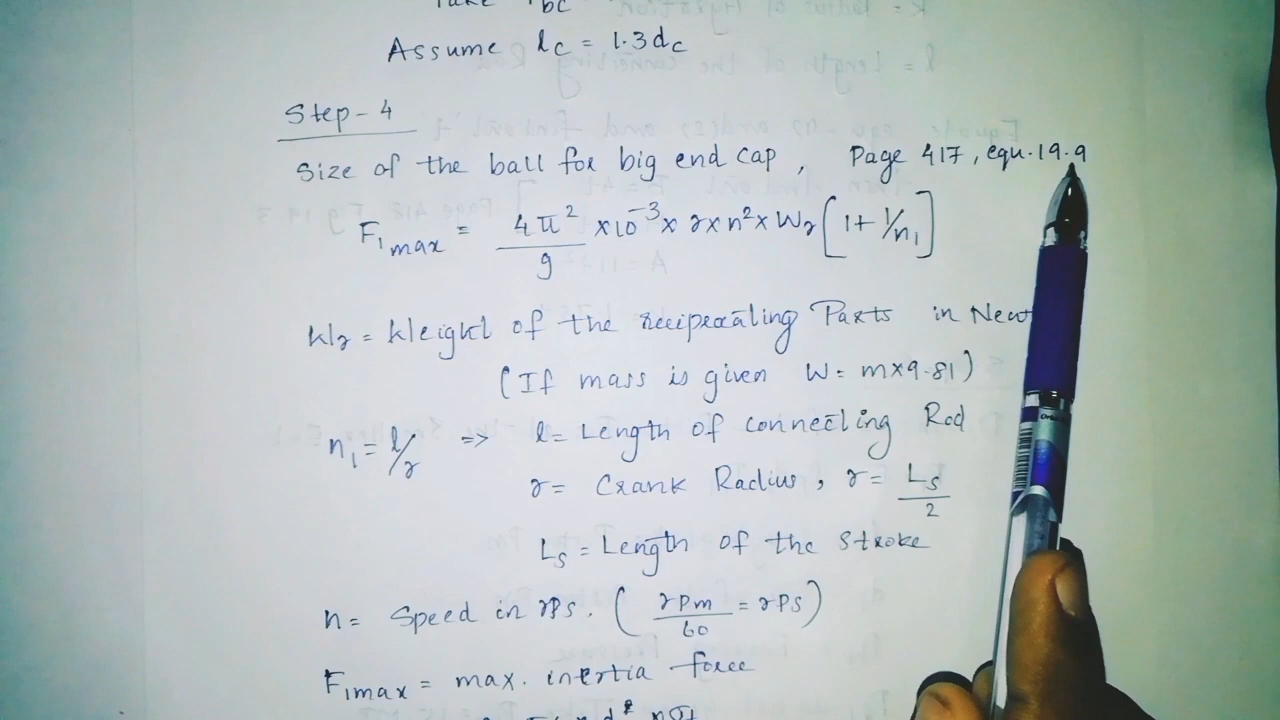 Take Pbc
Assume lc = 1.3dc
Step-4
Size of the ball for big end cap, Page 417, equ. 19.9
F1max = 4π²/g × 10⁻³ × r × n² × Wr [1 + 1/n1]
Wr = Weight of the reciprocating Parts in Newt
(If mass is given W = m×9.81)
n1 = l/r => l = Length of connecting Rod
r = Crank Radius, r = Ls/2
Ls = Length of the stroke
n = Speed in rps. (rpm/60 = rps)
F1max = max. inertia force